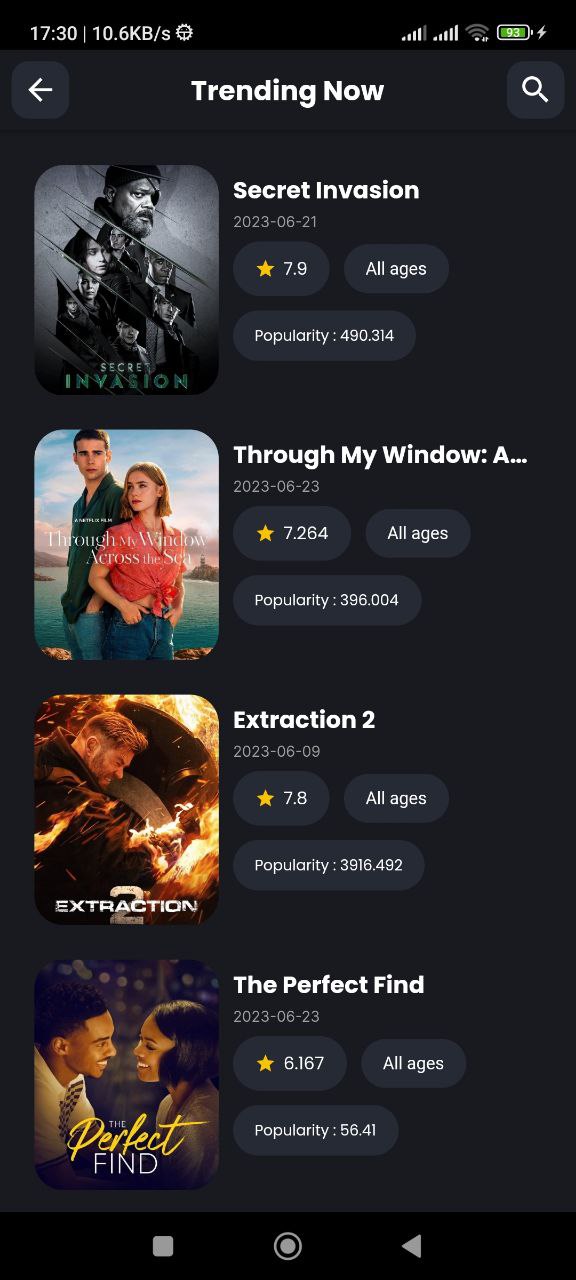 17:30 | 10.6KB/s
93
Trending Now
Secret Invasion
2023-06-21
7.9
All ages
Popularity : 490.314
SECRET
INVASION
Through My Window: A...
2023-06-23
7.264
All ages
Popularity : 396.004
A NETFLIX FILM
Through My Window
Across the Sea
Extraction 2
2023-06-09
7.8
All ages
Popularity : 3916.492
2
EXTRACTION
The Perfect Find
2023-06-23
6.167
All ages
Popularity : 56.41
THE
Perfect
FIND